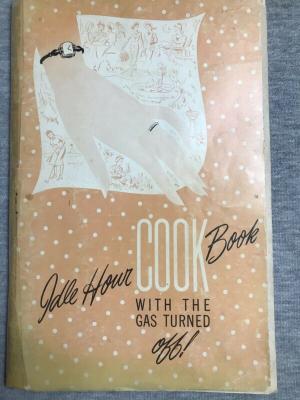 Idle Hour COOK Book
WITH THE
GAS TURNED
off!